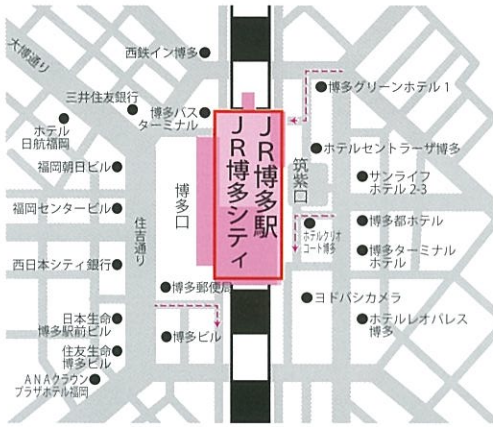 大博通り
西鉄イン博多
三井住友銀行
博多バス
ターミナル
博多グリーンホテル1
ホテル
日航福岡
ホテルセントラーザ博多
福岡朝日ビル
サンライフ
ホテル2-3
福岡センタービル
住吉通り
博多口
JR博多駅
JR博多シティ
筑紫口
博多都ホテル
ホテルクリオ
コート博多
博多ターミナル
ホテル
西日本シティ銀行
博多郵便局
ヨドバシカメラ
日本生命
博多駅前ビル
博多ビル
ホテルレオパレス
博多
住友生命
博多ビル
ANAクラウン
プラザホテル福岡